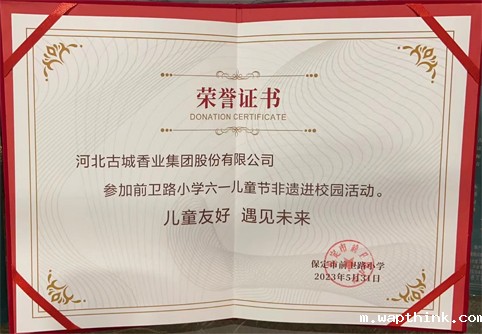 荣誉证书
DONATION CERTIFICATE
河北古城香业集团股份有限公司
参加前卫路小学六一儿童节非遗进校园活动。
儿童友好 遇见未来
保定市前卫路小学
2023年5月31日
m.wapthink.com